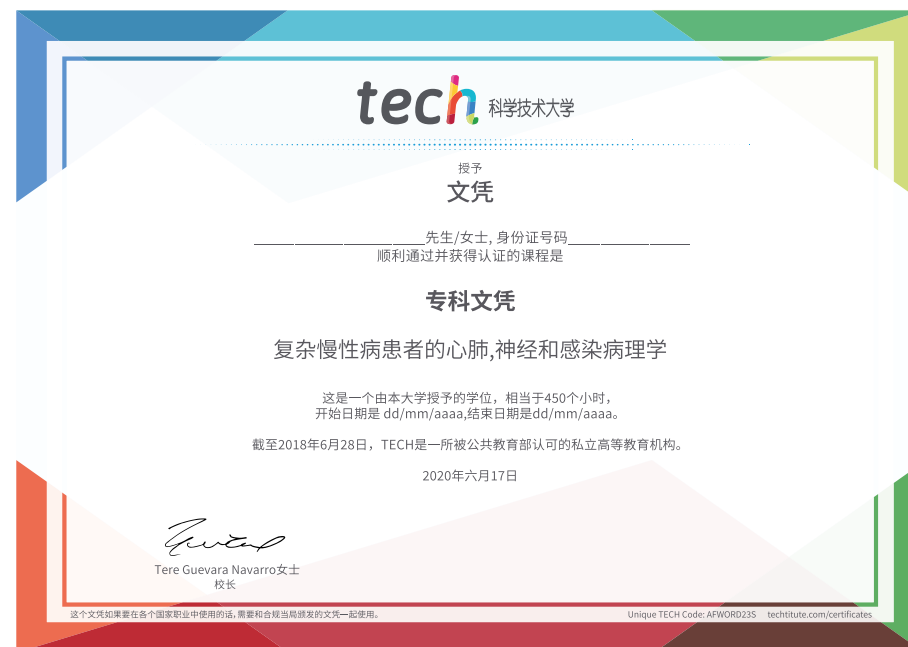 tech 科学技术大学
授予
文凭
______________________先生/女士, 身份证号码_______________
顺利通过并获得认证的课程是
专科文凭
复杂慢性病患者的心肺,神经和感染病理学
这是一个由本大学授予的学位，相当于450个小时，
开始日期是 dd/mm/aaaa,结束日期是dd/mm/aaaa。
截至2018年6月28日，TECH是一所被公共教育部认可的私立高等教育机构。
2020年六月17日
Tere Guevara Navarro女士
校长
这个文凭如果要在各个国家职业中使用的话,需要和合规当局颁发的文凭一起使用。
Unique TECH Code: AFWORD23S techtitute.com/certificates